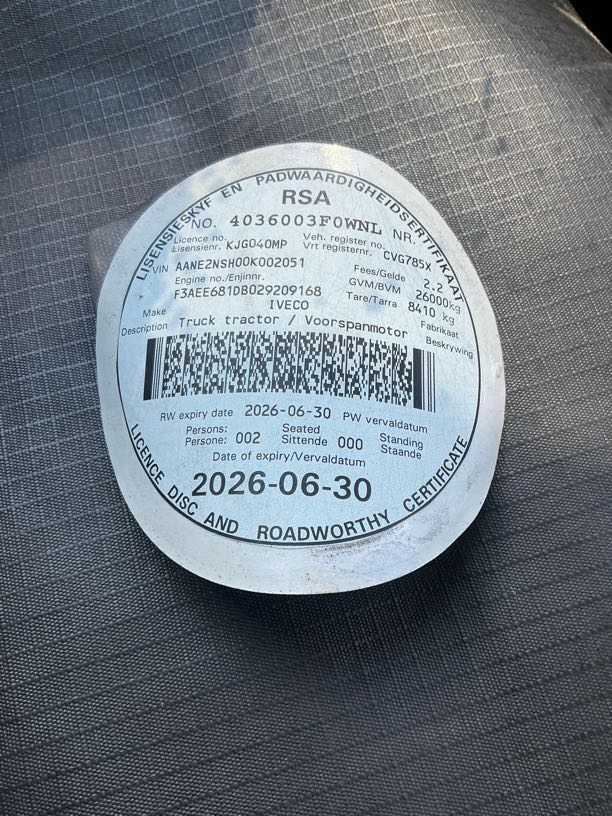 LISENSIESKYF EN PADWAARDIGHEIDSERTIFIKAAT
RSA
NO. 4036003F0WNL NR.
Licence no. KJG040MP Veh. register no. CVG785X
Lisensienr. Vrt registernr.
VIN AANE2NSH00K002051 Fees/Gelde 2.2
Engine no./Enjinnr. GVM/BVM 26000kg
F3AEE681DB029209168 Tare/Tarra 8410 kg
Make IVECO Fabrikaat
Description Truck tractor / Voorspanmotor Beskrywing
RW expiry date 2026-06-30 PW vervaldatum
Persons: Seated Standing
Persone: 002 Sittende 000 Staande
Date of expiry/Vervaldatum
2026-06-30
LICENCE DISC AND ROADWORTHY CERTIFICATE